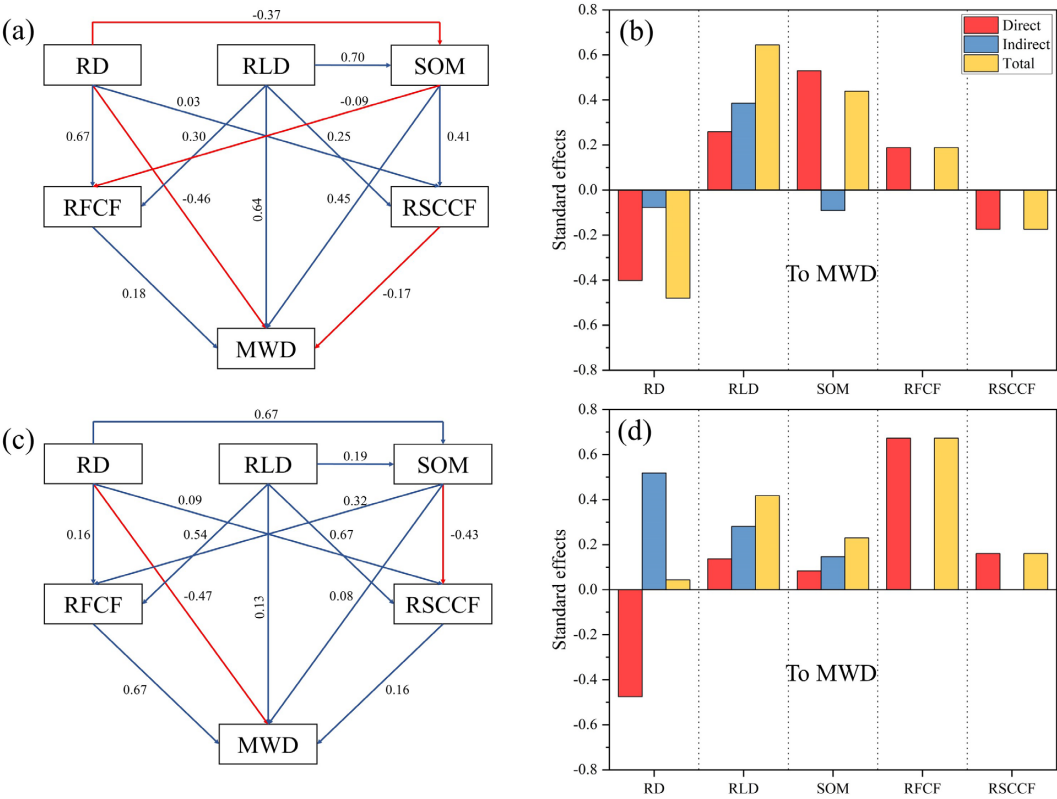 (a)
-0.37
RD
RLD
0.70
SOM
0.03
-0.09
0.67
0.30
0.25
0.41
RFCF
-0.46
0.64
0.45
RSCCF
0.18
-0.17
MWD
(b)
Direct
Indirect
Total
0.8
0.6
0.4
0.2
0.0
-0.2
-0.4
-0.6
-0.8
Standard effects
To MWD
RD RLD SOM RFCF RSCCF
(c)
0.67
RD
RLD
0.19
SOM
0.09
0.32
0.16
0.54
0.67
-0.43
RFCF
-0.47
0.13
0.08
RSCCF
0.67
0.16
MWD
(d)
0.8
0.6
0.4
0.2
0.0
-0.2
-0.4
-0.6
-0.8
Standard effects
To MWD
RD RLD SOM RFCF RSCCF